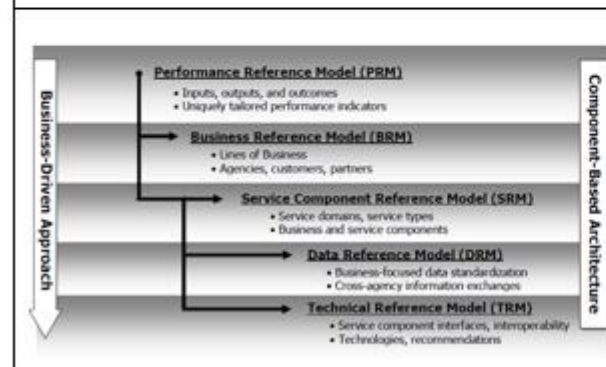 Business-Driven Approach
Performance Reference Model (PRM)
• Inputs, outputs, and outcomes
• Uniquely tailored performance indicators
Business Reference Model (BRM)
• Lines of Business
• Agencies, customers, partners
Service Component Reference Model (SRM)
• Service domains, service types
• Business and service components
Data Reference Model (DRM)
• Business-focused data standardization
• Cross-agency information exchanges
Technical Reference Model (TRM)
• Service component interfaces, interoperability
• Technologies, recommendations
Component-Based Architecture